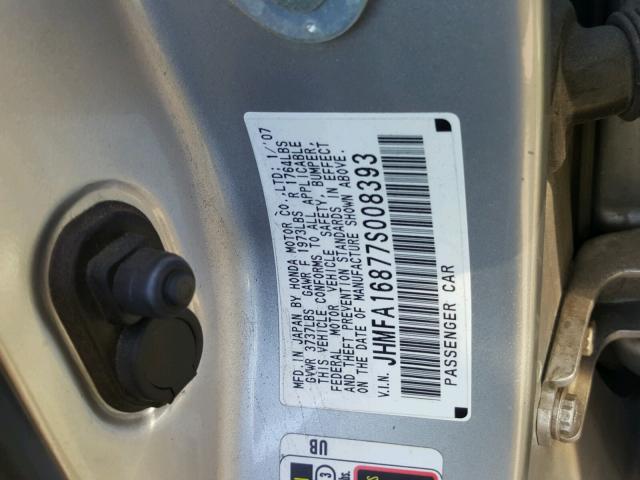 MFD. IN JAPAN BY HONDA MOTOR CO., LTD; 1/'07
GVWR 3717LBS GAWR F 1973LBS R 1764LBS
THIS VEHICLE CONFORMS TO ALL APPLICABLE
FEDERAL MOTOR VEHICLE SAFETY, BUMPER,
AND THEFT PREVENTION STANDARDS IN EFFECT
ON THE DATE OF MANUFACTURE SHOWN ABOVE.
V.I.N. JHMFA16877S008393
PASSENGER CAR
UB
3